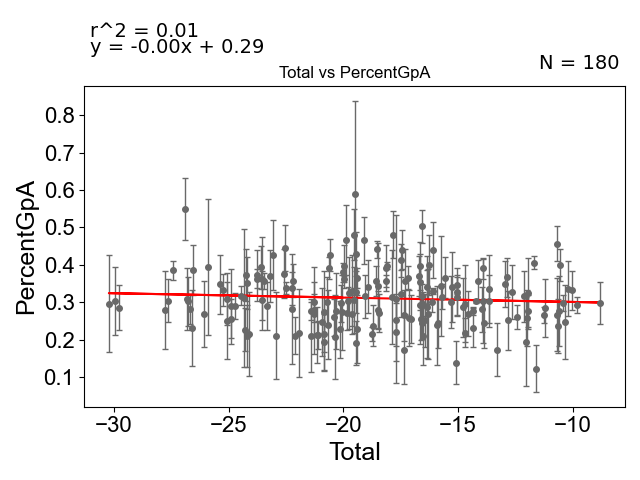 r^2 = 0.01
y = -0.00x + 0.29
N = 180
Total vs PercentGpA
PercentGpA
0.8
0.7
0.6
0.5
0.4
0.3
0.2
0.1
−30
−25
−20
−15
−10
Total